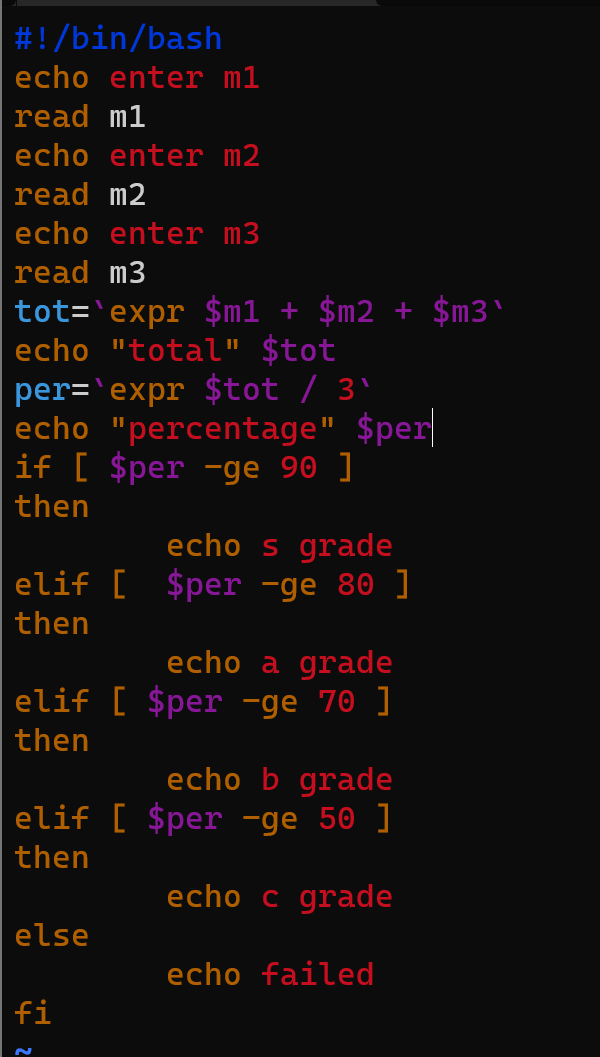 #!/bin/bash
echo enter m1
read m1
echo enter m2
read m2
echo enter m3
read m3
tot=`expr $m1 + $m2 + $m3`
echo "total" $tot
per=`expr $tot / 3`
echo "percentage" $per
if [ $per -ge 90 ]
then
        echo s grade
elif [  $per -ge 80 ]
then
        echo a grade
elif [ $per -ge 70 ]
then
        echo b grade
elif [ $per -ge 50 ]
then
        echo c grade
else
        echo failed
fi
~